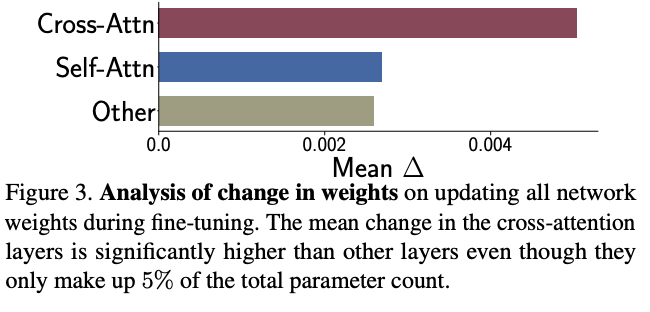 Cross-Attn
Self-Attn
Other
0.0 0.002 0.004
Mean Δ
Figure 3. Analysis of change in weights on updating all network
weights during fine-tuning. The mean change in the cross-attention
layers is significantly higher than other layers even though they
only make up 5% of the total parameter count.